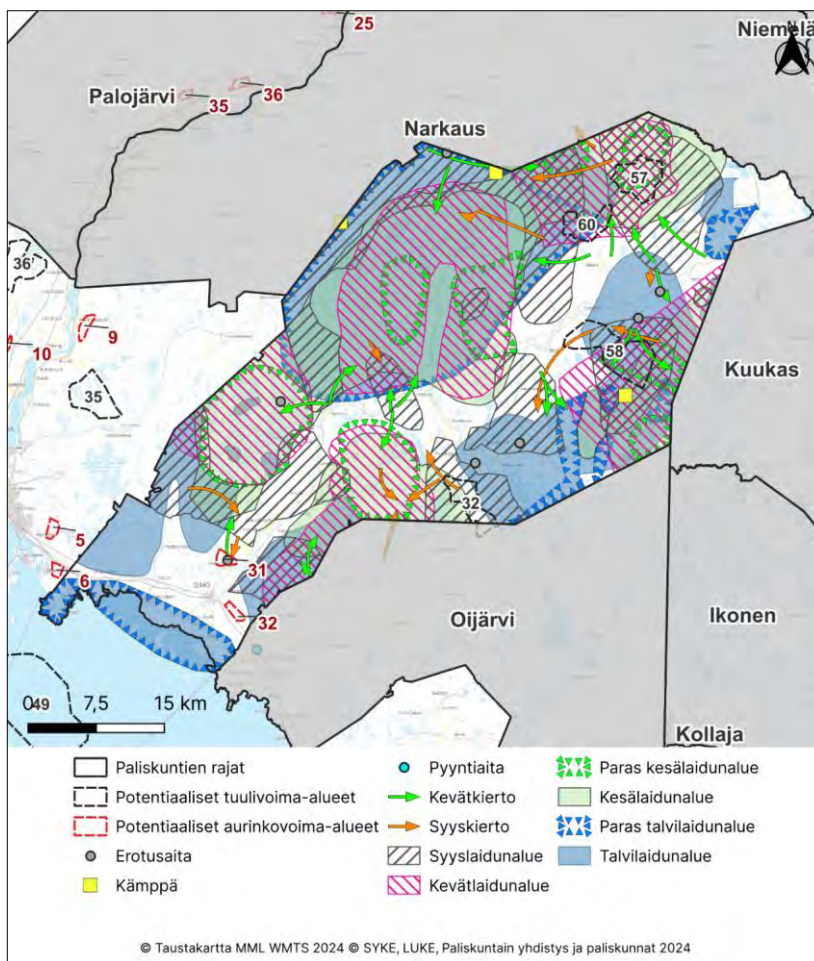 25
Niemelä
Palojärvi
35
36
Narkaus
57
60
36
9
10
58
Kuukas
35
32
5
31
6
SIMO
32
Oijärvi
Ikonen
049
7,5
15 km
Kollaja
Paliskuntien rajat
Potentiaaliset tuulivoima-alueet
Potentiaaliset aurinkovoima-alueet
Erotusaita
Kämppä
Pyyntiaita
Kevätkierto
Syyskierto
Syyslaidunalue
Kevätlaidunalue
Paras kesälaidunalue
Kesälaidunalue
Paras talvilaidunalue
Talvilaidunalue
© Taustakartta MML WMTS 2024 © SYKE, LUKE, Paliskuntain yhdistys ja paliskunnat 2024